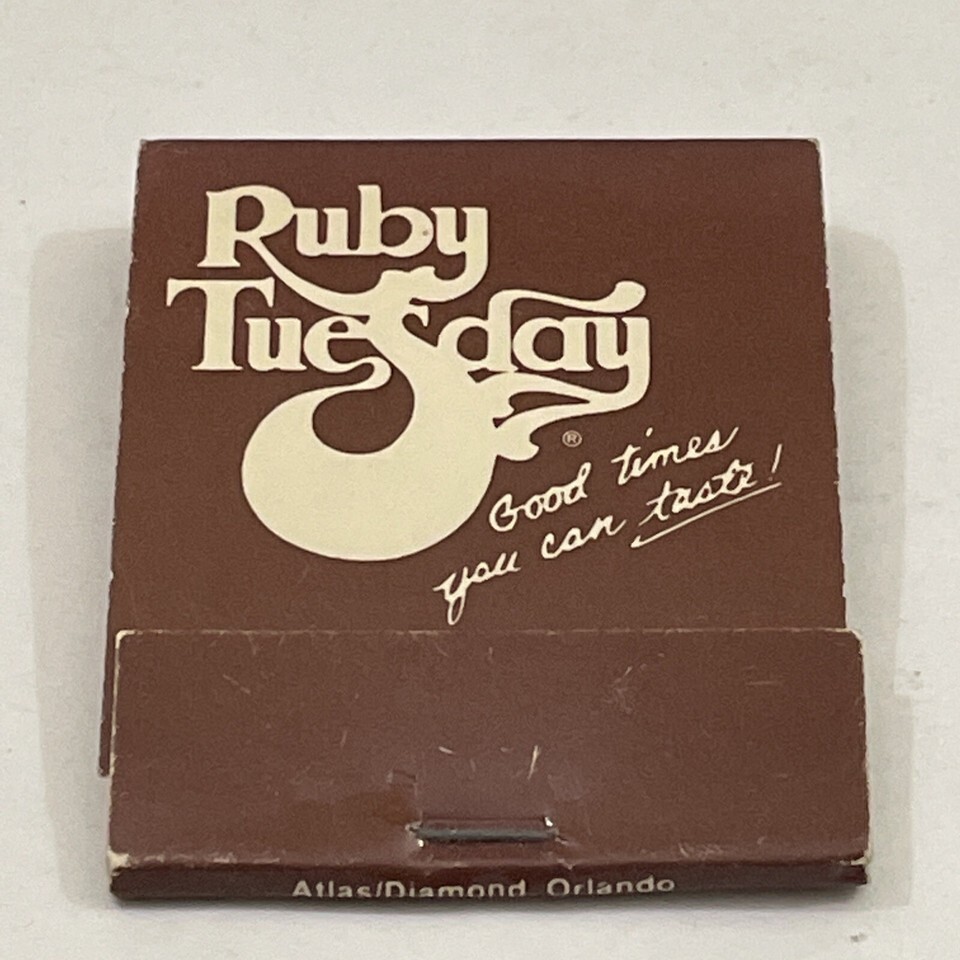 Ruby
Tuesday®
Good times
you can taste!
Atlas/Diamond, Orlando